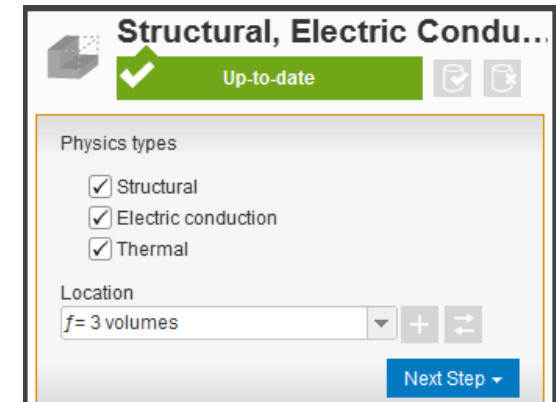 Structural, Electric Condu...
Up-to-date
Physics types
Structural
Electric conduction
Thermal
Location
ƒ= 3 volumes
Next Step